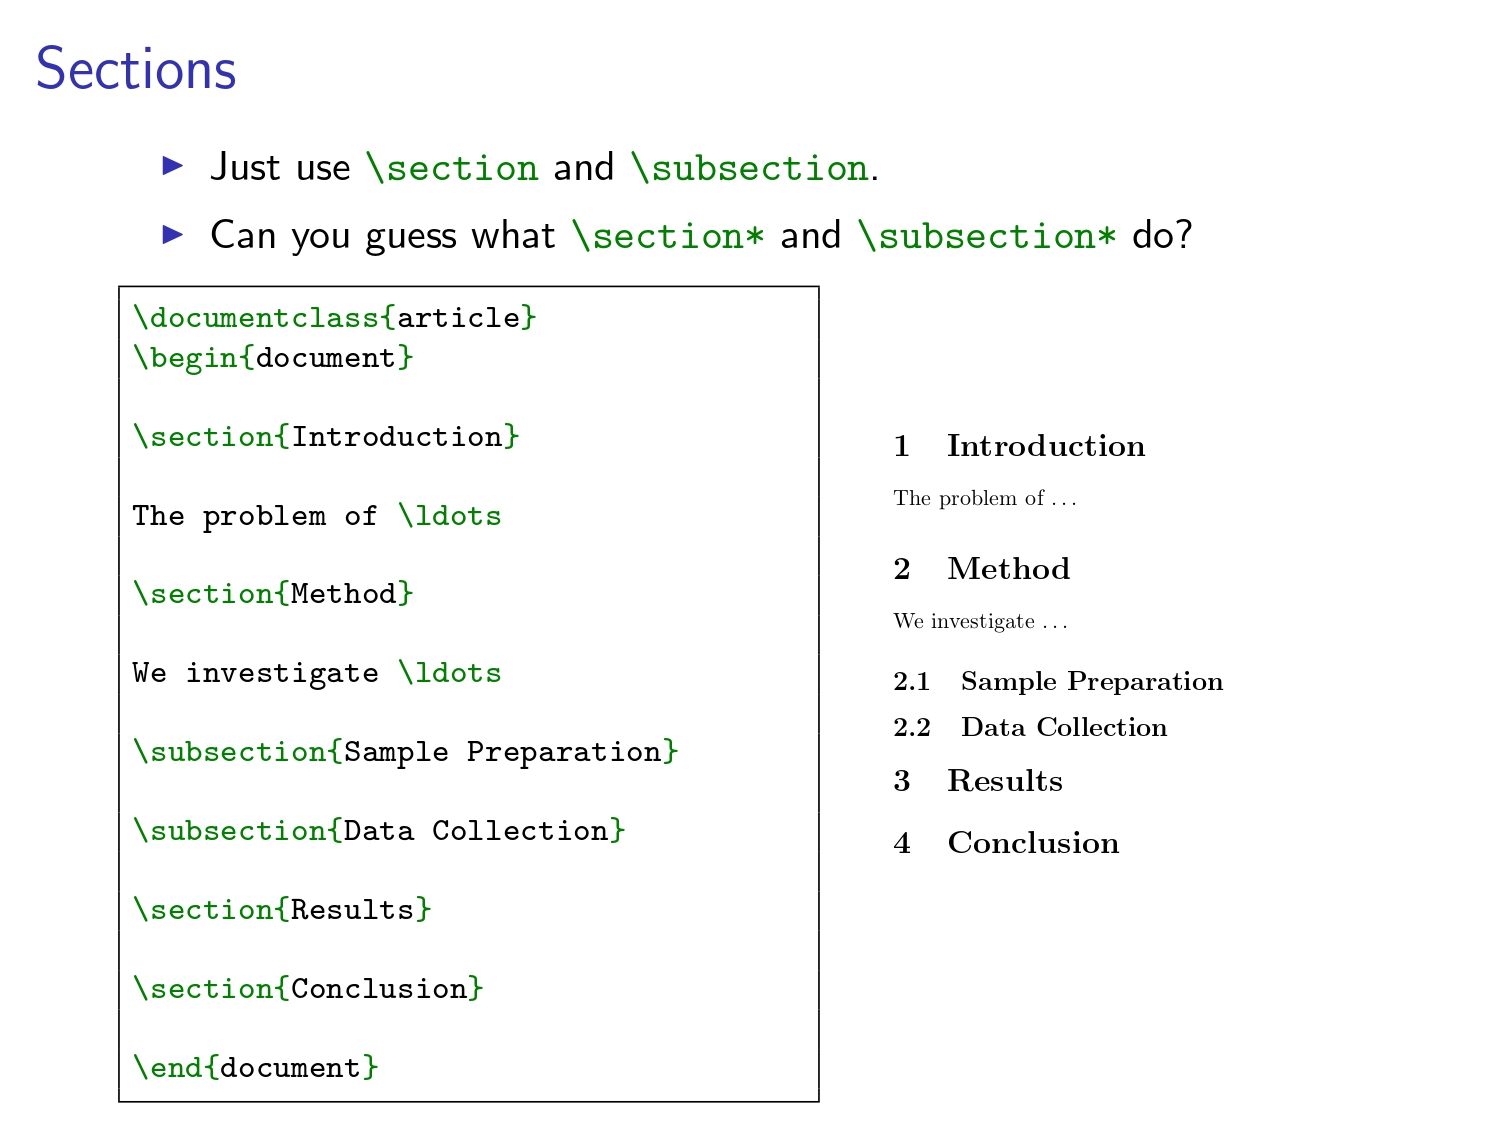 Sections
Just use \section and \subsection.
Can you guess what \section* and \subsection* do?
\documentclass{article}
\begin{document}
\section{Introduction}
The problem of \ldots
\section{Method}
We investigate \ldots
\subsection{Sample Preparation}
\subsection{Data Collection}
\section{Results}
\section{Conclusion}
\end{document}
1 Introduction
The problem of ...
2 Method
We investigate ...
2.1 Sample Preparation
2.2 Data Collection
3 Results
4 Conclusion